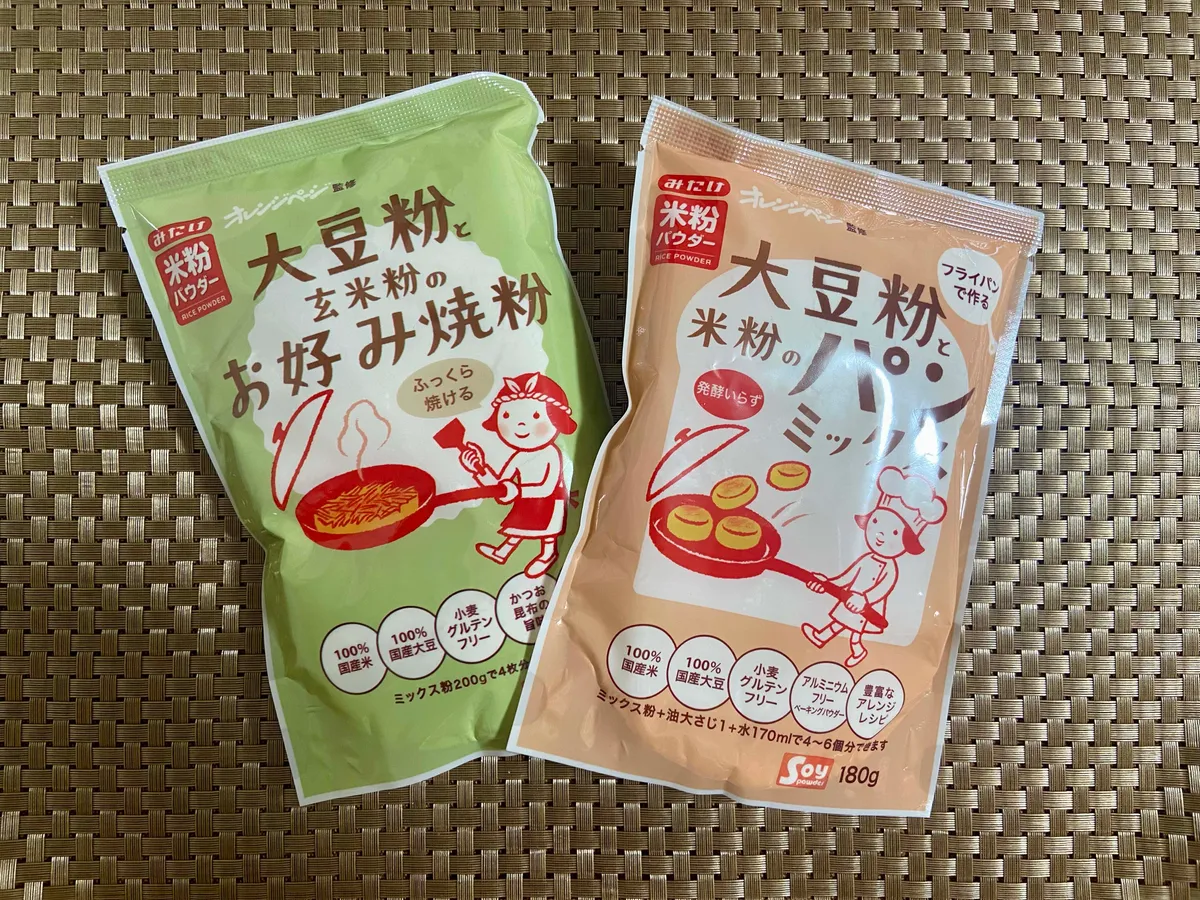 オレンジページ 監修
みたけ
米粉
パウダー
RICE POWDER
大豆粉と
玄米粉の
お好み焼粉
ふっくら
焼ける
100%
国産米
100%
国産大豆
小麦
グルテン
フリー
かつお
昆布の
旨味
ミックス粉200gで4枚分
オレンジページ 監修
みたけ
米粉
パウダー
RICE POWDER
フライパン
で作る
大豆粉と
米粉の
パン
ミックス
発酵いらず
100%
国産米
100%
国産大豆
小麦
グルテン
フリー
アルミニウム
フリー
ベーキングパウダー
豊富な
アレンジ
レシピ
ミックス粉+油大さじ1+水170mlで4〜6個分できます
Soy
powder
180g